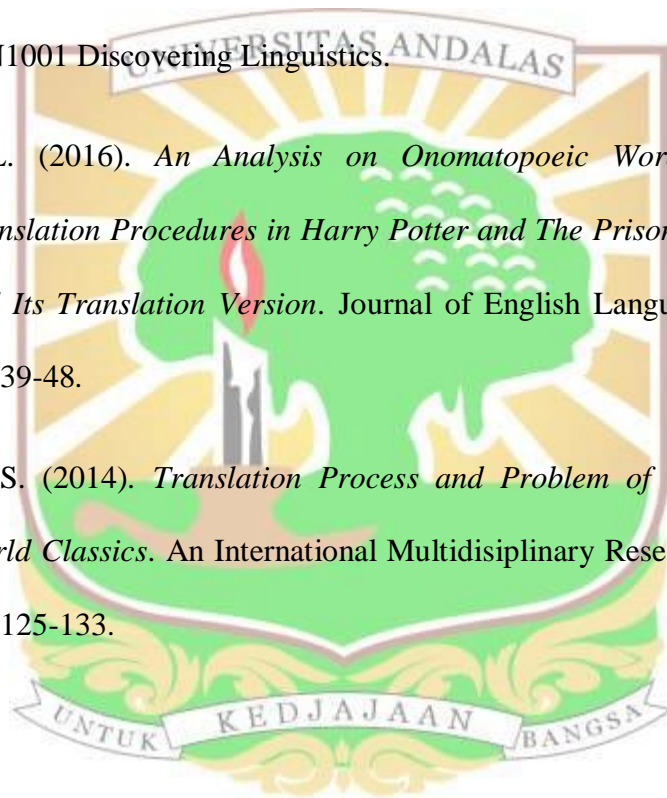 UNIVERSITAS ANDALAS
N1001 Discovering Linguistics.
L. (2016). An Analysis on Onomatopoeic Wor
nslation Procedures in Harry Potter and The Prison
Its Translation Version. Journal of English Langu
39-48.
S. (2014). Translation Process and Problem of
rld Classics. An International Multidisiplinary Rese
125-133.
UNTUK KEDJAJAAN BANGSA